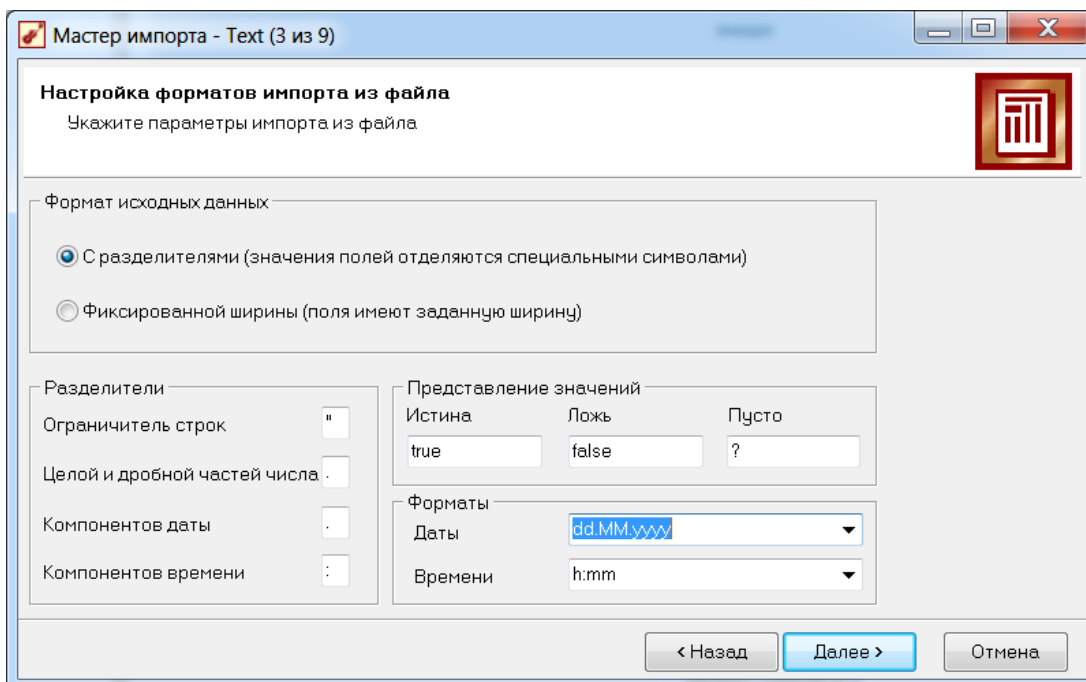 Мастер импорта - Text (3 из 9)
Настройка форматов импорта из файла
Укажите параметры импорта из файла
Формат исходных данных
С разделителями (значения полей отделяются специальными символами)
Фиксированной ширины (поля имеют заданную ширину)
Разделители
Ограничитель строк "
Целой и дробной частей числа .
Компонентов даты .
Компонентов времени :
Представление значений
Истина Ложь Пусто
true false ?
Форматы
Даты dd.MM.yyyy
Времени h:mm
< Назад Далее > Отмена